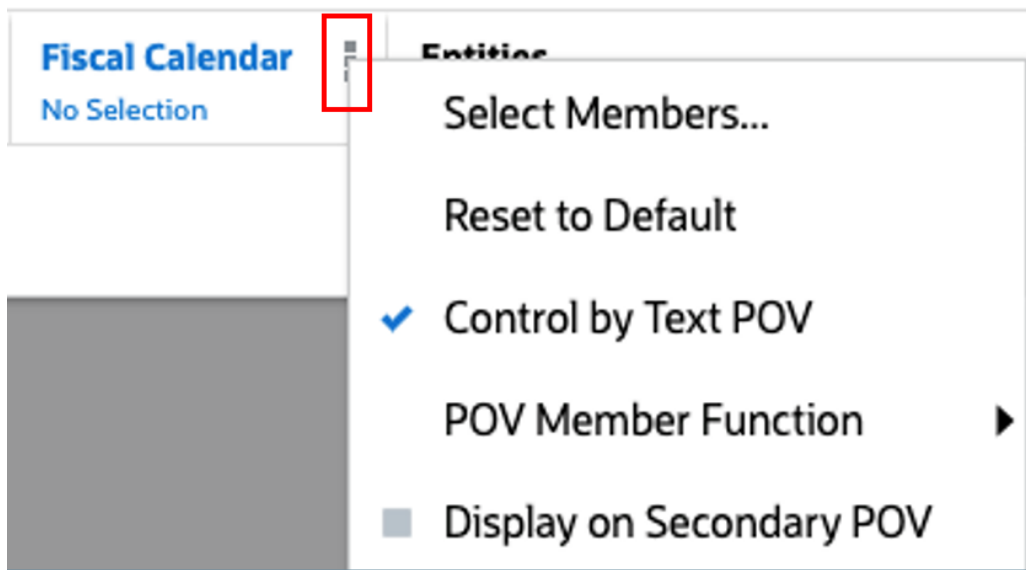 Fiscal Calendar
No Selection
Entities
Select Members...
Reset to Default
Control by Text POV
POV Member Function
Display on Secondary POV